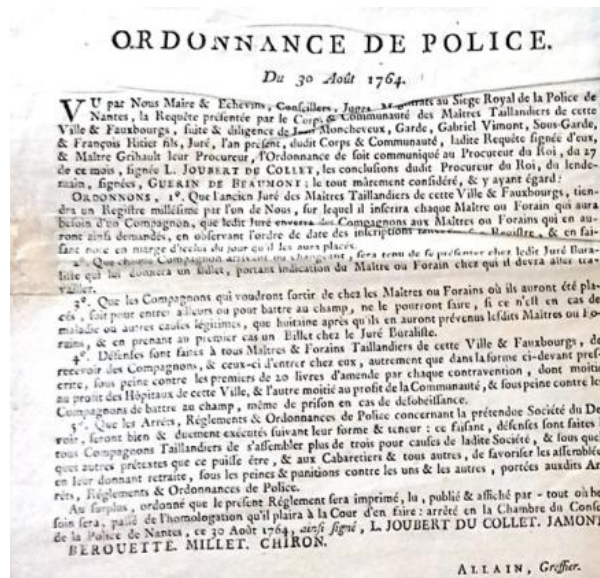 ORDONNANCE DE POLICE.
Du 30 Août 1764.
VU par Nous Maire & Echevins, Conseillers, Juges Magistrats au Siege Royal de la Police de
Nantes, la Requête présentée par le Corps & Communauté des Maîtres Taillandiers de cette
Ville & Fauxbourgs, suite & diligence de Jean Moncheveux, Garde, Gabriel Vimont, Sous-Garde,
& François Hitier fils, Juré, l'an présent, dudit Corps & Communauté, ladite Requête signée d'eux,
& Maître Grihault leur Procureur, l'Ordonnance de soit communiqué au Procureur du Roi, du 27
de ce mois, signée L. JOUBERT DU COLLET, les conclusions dudit Procureur du Roi, du lende-
main, signées, GUERIN DE BEAUMONT: le tout mûrement considéré, & y ayant égard:
ORDONNONS, 1°. Que l'ancien Juré des Maîtres Taillandiers de cette Ville & Fauxbourgs, tien-
dra un Registre millésimé par l'un de Nous, sur lequel il inscrira chaque Maître ou Forain qui aura
besoin d'un Compagnon, que ledit Juré enverra des Compagnons aux Maîtres ou Forains qui en au-
ront ainsi demandés, en observant l'ordre de date des inscriptions Registre, & en fai-
sant note en marge d'icelui du jour qu'il les aura placés.
2°. Que chaque Compagnon arrivant ou changeant, sera tenu de se présenter chez ledit Juré Bura-
liste qui lui donnera un billet, portant indication du Maître ou Forain chez qui il devra aller tra-
vailler.
3°. Que les Compagnons qui voudront sortir de chez les Maîtres ou Forains où ils auront été pla-
cés, soit pour entrer ailleurs ou pour battre au champ, ne le pourront faire, si ce n'est en cas de
maladie ou autres causes légitimes, que huitaine après qu'ils en auront prévenus lesdits Maîtres ou Fo-
rains, & en prenant au premier cas un Billet chez le Juré Buraliste.
4°. Défenses sont faites à tous Maîtres & Forains Taillandiers de cette Ville & Fauxbourgs, de
recevoir des Compagnons, & ceux-ci d'entrer chez eux, autrement que dans la forme ci-devant pres-
crite, sous peine contre les premiers de 20 livres d'amende par chaque contravention, dont moitié
au profit des Hôpitaux de cette Ville, & l'autre moitié au profit de la Communauté, & sous peine contre les
Compagnons de battre au champ, même de prison en cas de désobéissance.
5°. Que les Arrêts, Réglements & Ordonnances de Police concernant la prétendue Société du De-
voir, seront bien & duement exécutés suivant leur forme & teneur: ce faisant, défenses sont faites à
tous Compagnons Taillandiers de s'assembler plus de trois pour causes de ladite Société, & sous quel-
ques autres prétextes que ce puisse être, & aux Cabaretiers & tous autres, de favoriser les assemblées
en leur donnant retraite, sous les peines & punitions contre les uns & les autres, portées auxdits Ar-
rêts, Réglements & Ordonnances de Police.
Au surplus, ordonné que le présent Réglement sera imprimé, lu, publié & affiché par-tout où be-
soin sera, passé de l'homologation qu'il plaira à la Cour d'en faire: arrêté en la Chambre du Conseil
de la Police de Nantes, ce 30 Août 1764, ainsi signé, L. JOUBERT DU COLLET. JAMONT
BEROUETTE. MILLET. CHIRON.
ALLAIN, Greffier.